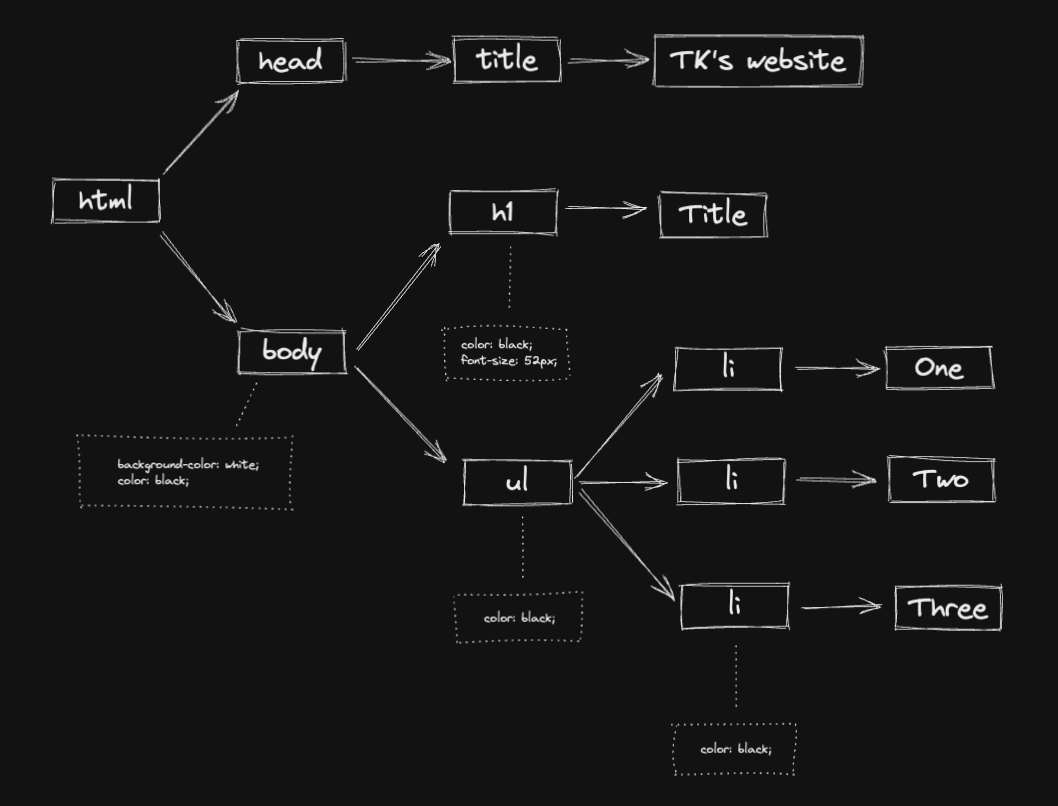 head
title
TK's website
html
h1
Title
body
color: black;
font-size: 52px;
li
One
background-color: white;
color: black;
ul
li
Two
color: black;
li
Three
color: black;